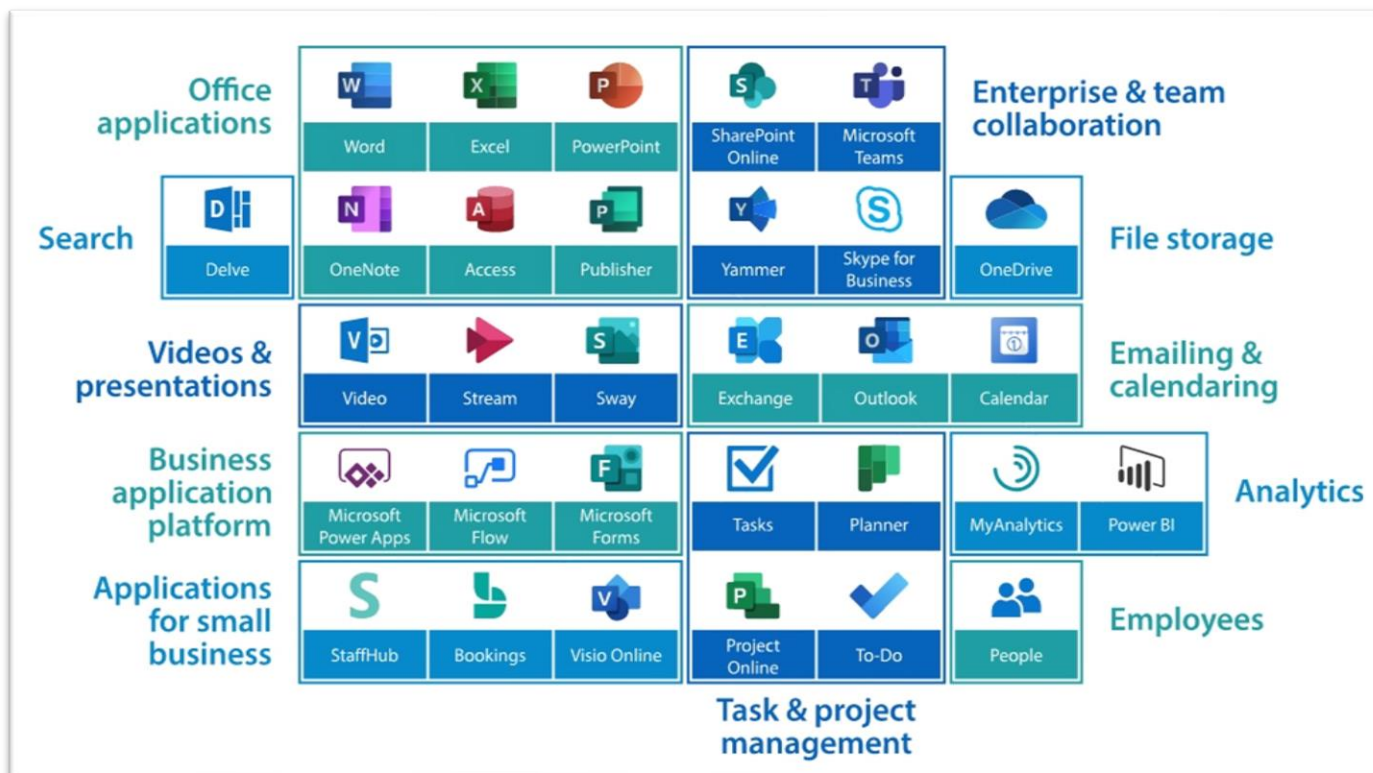 Office
applications
Word
Excel
PowerPoint
SharePoint
Online
Microsoft
Teams
Enterprise & team
collaboration
Search
Delve
OneNote
Access
Publisher
Yammer
Skype for
Business
OneDrive
File storage
Videos &
presentations
Video
Stream
Sway
Exchange
Outlook
Calendar
Emailing &
calendaring
Business
application
platform
Microsoft
Power Apps
Microsoft
Flow
Microsoft
Forms
Tasks
Planner
MyAnalytics
Power BI
Analytics
Applications
for small
business
StaffHub
Bookings
Visio Online
Project
Online
To-Do
People
Employees
Task & project
management